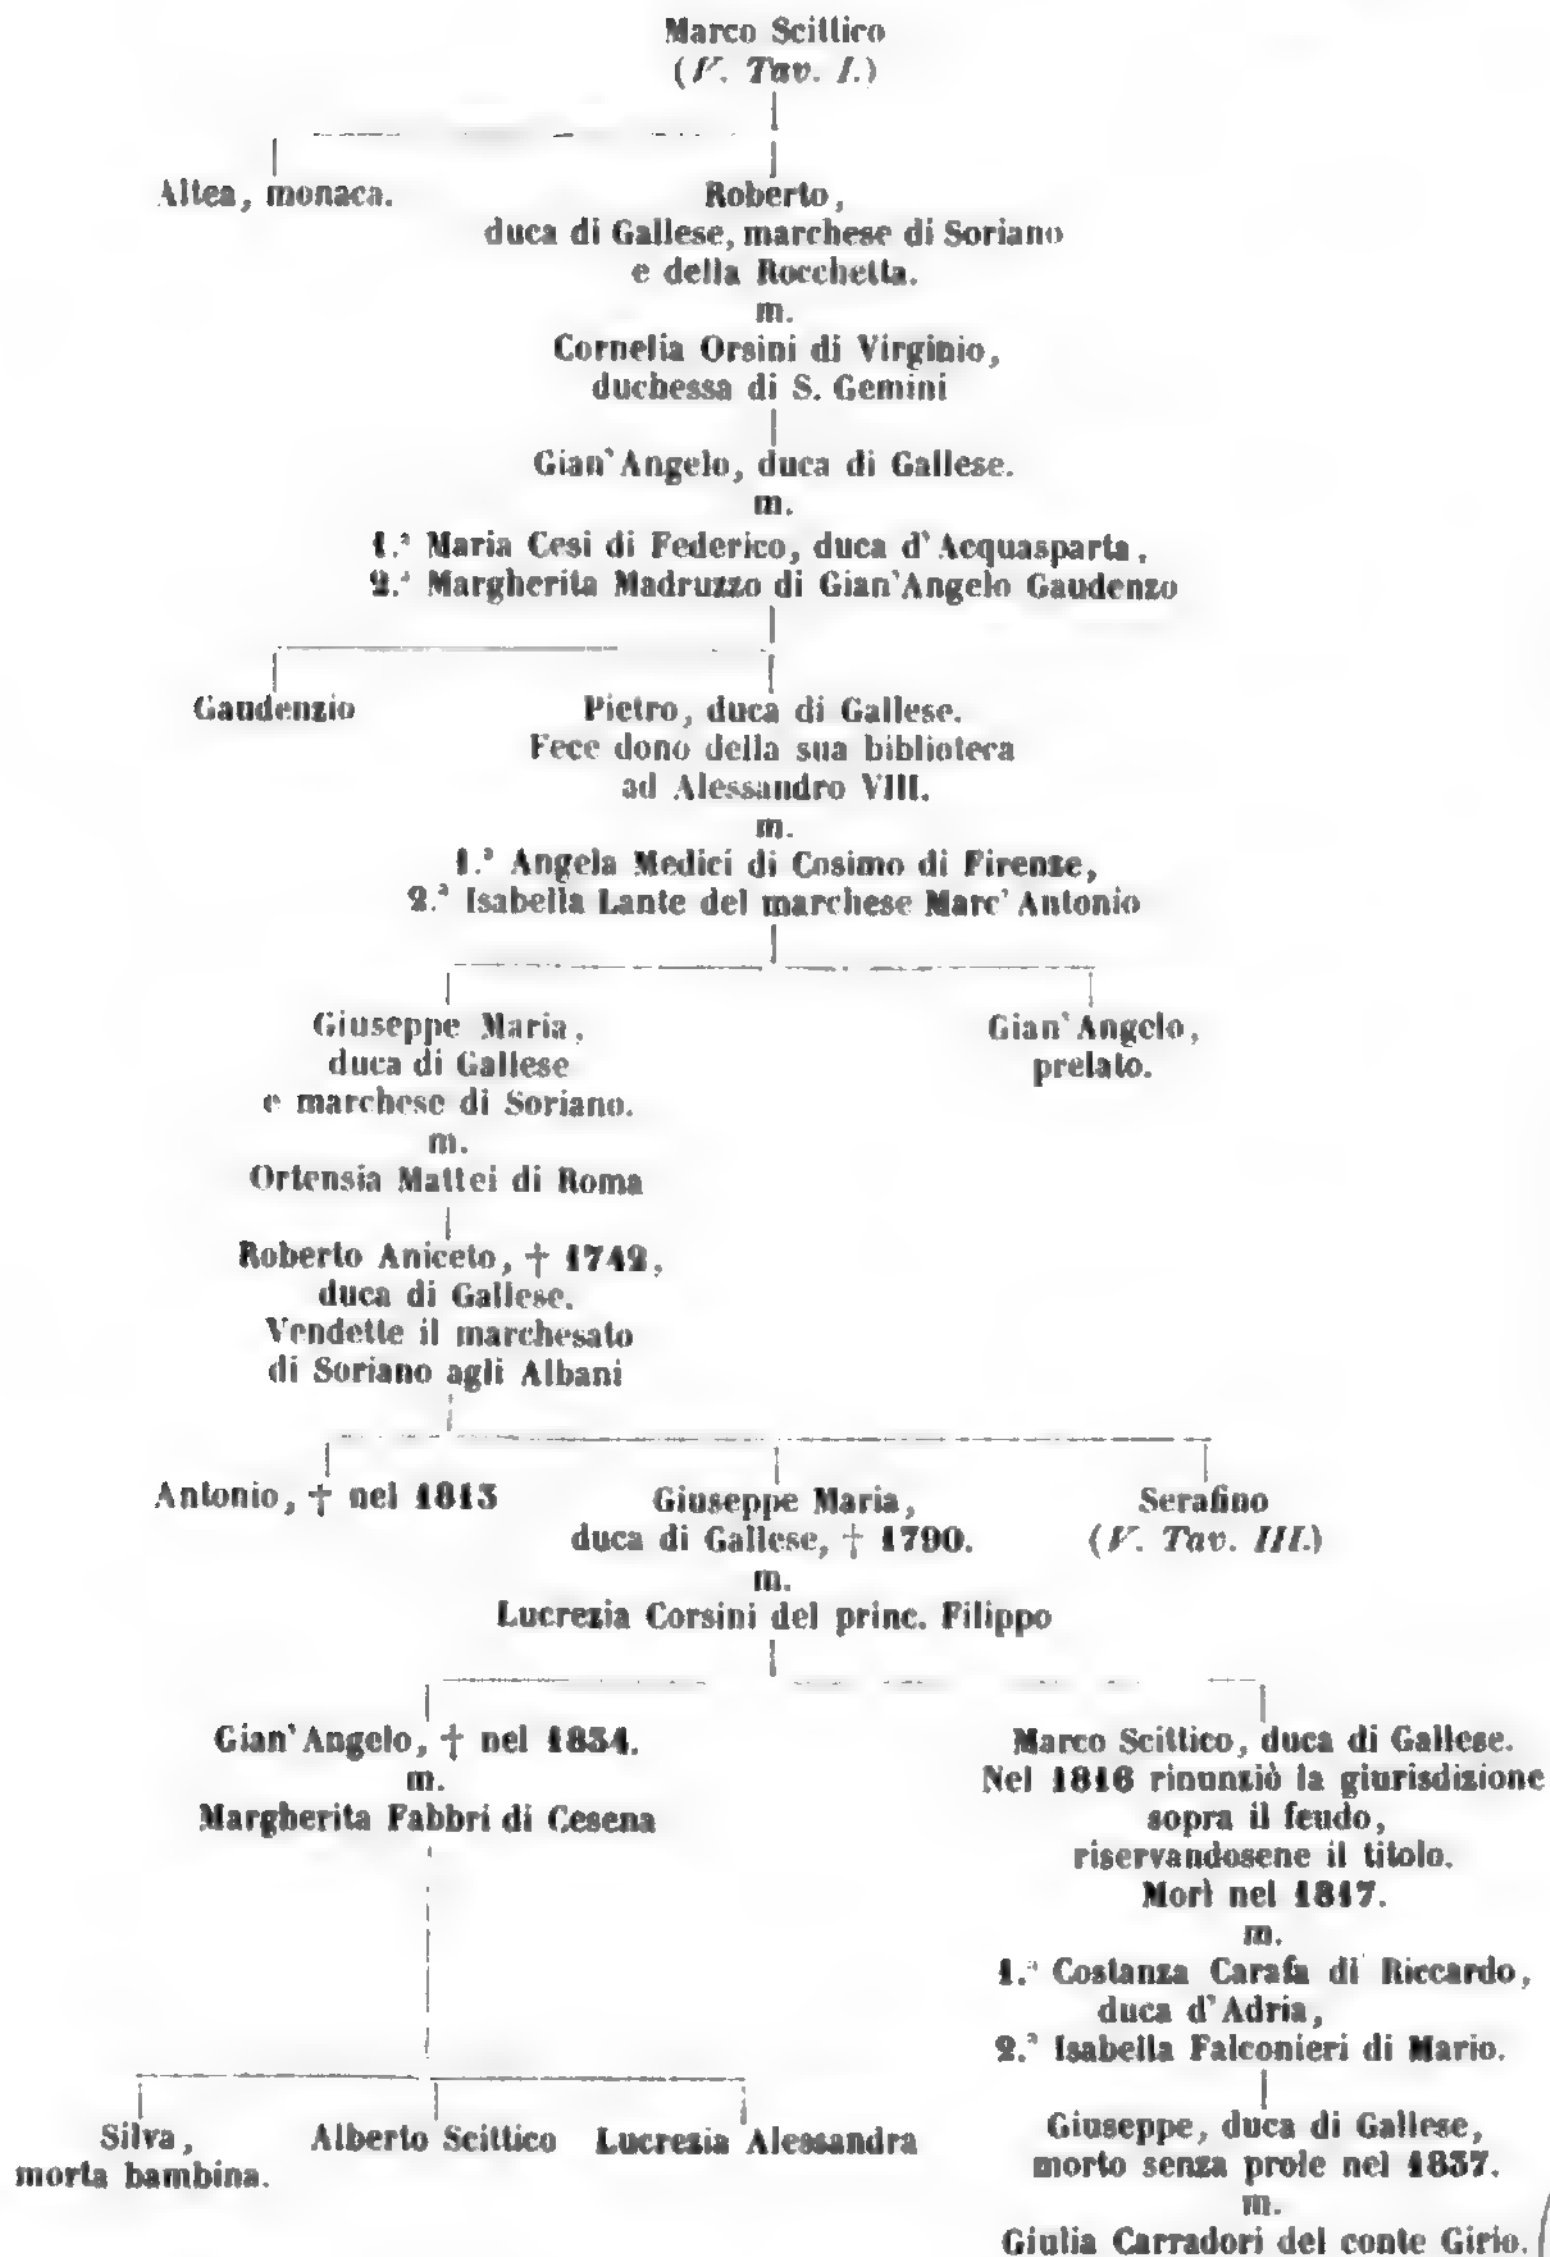 Marco Scittico
(V. Tav. I.)
Altea, monaca.
Roberto,
duca di Gallese, marchese di Soriano
e della Rocchetta.
m.
Cornelia Orsini di Virginio,
duchessa di S. Gemini
Gian' Angelo, duca di Gallese.
m.
1.ª Maria Cesi di Federico, duca d' Acquasparta,
2.ª Margherita Madruzzo di Gian' Angelo Gaudenzo
Gaudenzio
Pietro, duca di Gallese.
Fece dono della sua biblioteca
ad Alessandro VIII.
m.
1.ª Angela Medici di Cosimo di Firenze,
2.ª Isabella Lante del marchese Marc' Antonio
Giuseppe Maria,
duca di Gallese
e marchese di Soriano.
m.
Ortensia Mattei di Roma
Gian' Angelo,
prelato.
Roberto Aniceto, † 1742,
duca di Gallese.
Vendette il marchesato
di Soriano agli Albani
Antonio, † nel 1813
Giuseppe Maria,
duca di Gallese, † 1790.
m.
Lucrezia Corsini del princ. Filippo
Serafino
(V. Tav. III.)
Gian' Angelo, † nel 1834.
m.
Margherita Fabbri di Cesena
Marco Scittico, duca di Gallese.
Nel 1816 rinunziò la giurisdizione
sopra il feudo,
riservandosene il titolo.
Morì nel 1817.
m.
1.ª Costanza Carafa di Riccardo,
duca d' Adria,
2.ª Isabella Falconieri di Mario.
Silva,
morta bambina.
Alberto Scittico
Lucrezia Alessandra
Giuseppe, duca di Gallese,
morto senza prole nel 1837.
m.
Giulia Carradori del conte Girio.